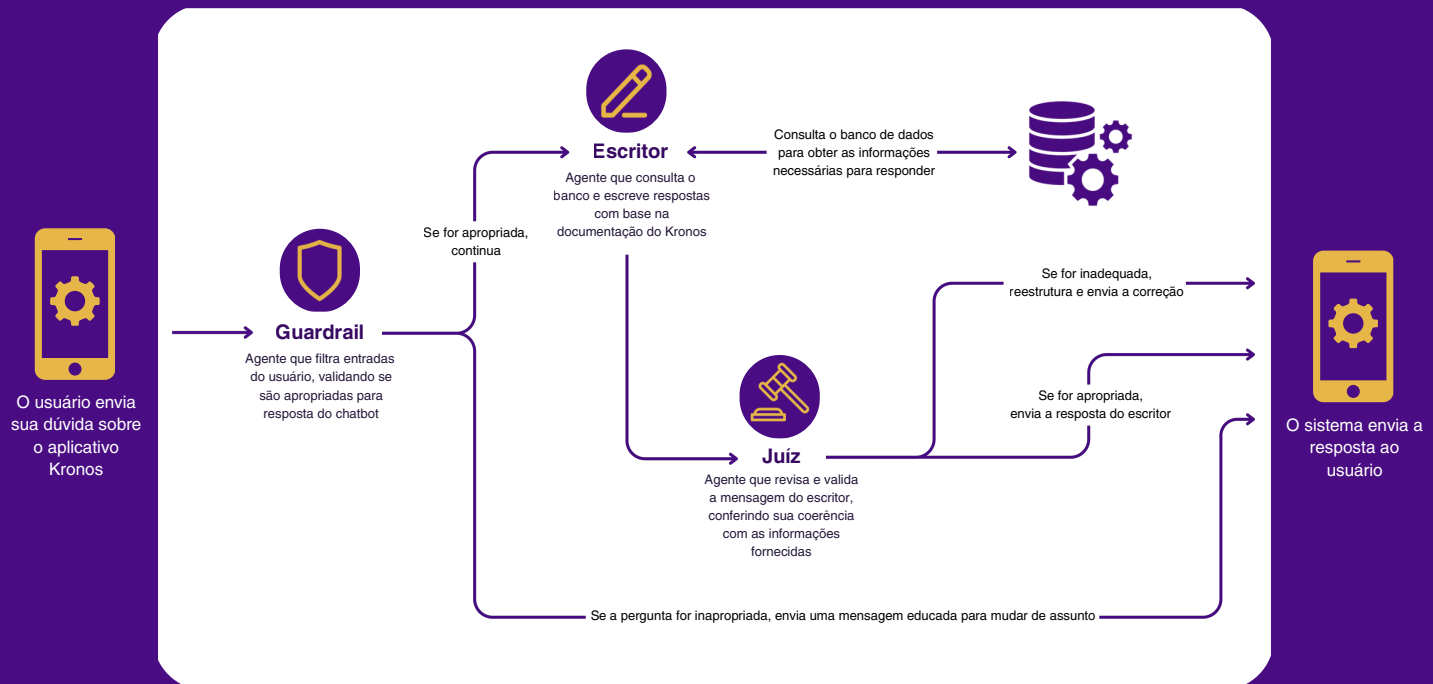 O usuário envia
sua dúvida sobre
o aplicativo
Kronos
Guardrail
Agente que filtra entradas
do usuário, validando se
são apropriadas para
resposta do chatbot
Se for apropriada,
continua
Escritor
Agente que consulta o
banco e escreve respostas
com base na
documentação do Kronos
Consulta o banco de dados
para obter as informações
necessárias para responder
Juíz
Agente que revisa e valida
a mensagem do escritor,
conferindo sua coerência
com as informações
fornecidas
Se for inadequada,
reestrutura e envia a correção
Se for apropriada,
envia a resposta do escritor
Se a pergunta for inapropriada, envia uma mensagem educada para mudar de assunto
O sistema envia a
resposta ao
usuário